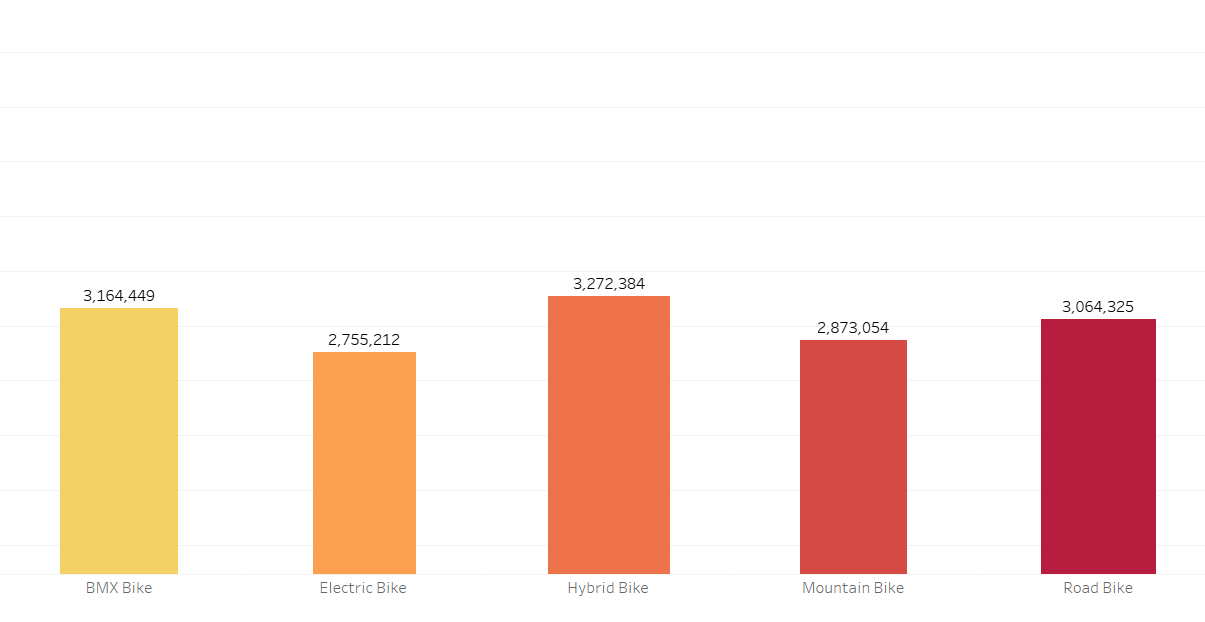 3,164,449
2,755,212
3,272,384
2,873,054
3,064,325
BMX Bike
Electric Bike
Hybrid Bike
Mountain Bike
Road Bike